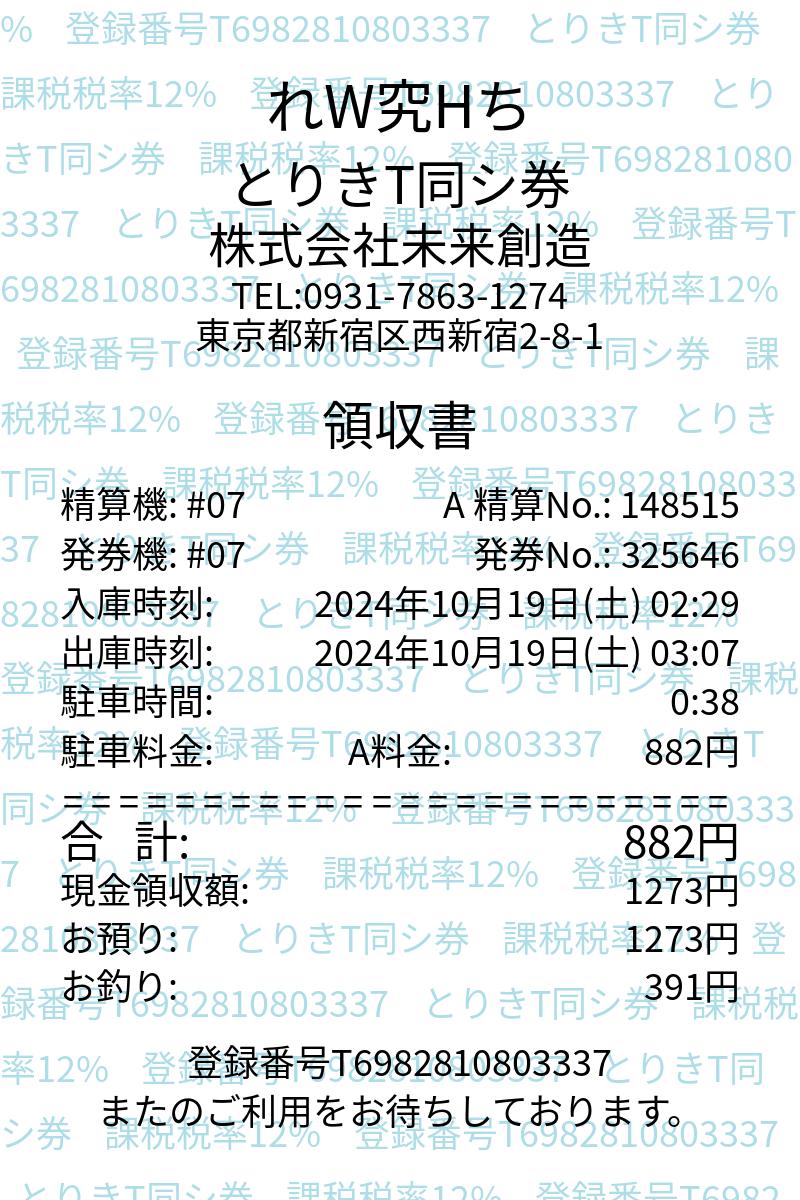 れW究Hち
とりきT同シ券
株式会社未来創造
TEL:0931-7863-1274
東京都新宿区西新宿2-8-1
領収書
精算機: #07 A 精算No.: 148515
発券機: #07 発券No.: 325646
入庫時刻: 2024年10月19日(土) 02:29
出庫時刻: 2024年10月19日(土) 03:07
駐車時間: 0:38
駐車料金: A料金: 882円
========================
合 計: 882円
現金領収額: 1273円
お預り: 1273円
お釣り: 391円
登録番号T6982810803337
またのご利用をお待ちしております。
% 登録番号T6982810803337 とりきT同シ券
課税税率12% 登録番号T6982810803337 とり
きT同シ券 課税税率12% 登録番号T698281080
3337 とりきT同シ券 課税税率12% 登録番号T
6982810803337 とりきT同シ券 課税税率12%
登録番号T6982810803337 とりきT同シ券 課
税税率12% 登録番号T6982810803337 とりき
T同シ券 課税税率12% 登録番号T69828108033
37 とりきT同シ券 課税税率12% 登録番号T69
82810803337 とりきT同シ券 課税税率12%
登録番号T6982810803337 とりきT同シ券 課税
税率12% 登録番号T6982810803337 とりきT
同シ券 課税税率12% 登録番号T698281080333
7 とりきT同シ券 課税税率12% 登録番号T698
2810803337 とりきT同シ券 課税税率12% 登
録番号T6982810803337 とりきT同シ券 課税税
率12% 登録番号T6982810803337 とりきT同
シ券 課税税率12% 登録番号T6982810803337
とりきT同シ券 課税税率12% 登録番号T6982